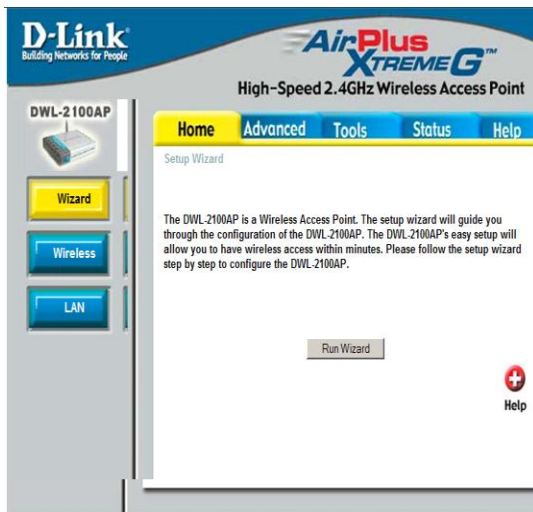 D-Link®
Building Networks for People
AirPlus
XTREME G™
High-Speed 2.4GHz Wireless Access Point
DWL-2100AP
Home Advanced Tools Status Help
Setup Wizard
Wizard
Wireless
LAN
The DWL-2100AP is a Wireless Access Point. The setup wizard will guide you
through the configuration of the DWL-2100AP. The DWL-2100AP's easy setup will
allow you to have wireless access within minutes. Please follow the setup wizard
step by step to configure the DWL-2100AP.
Run Wizard
Help